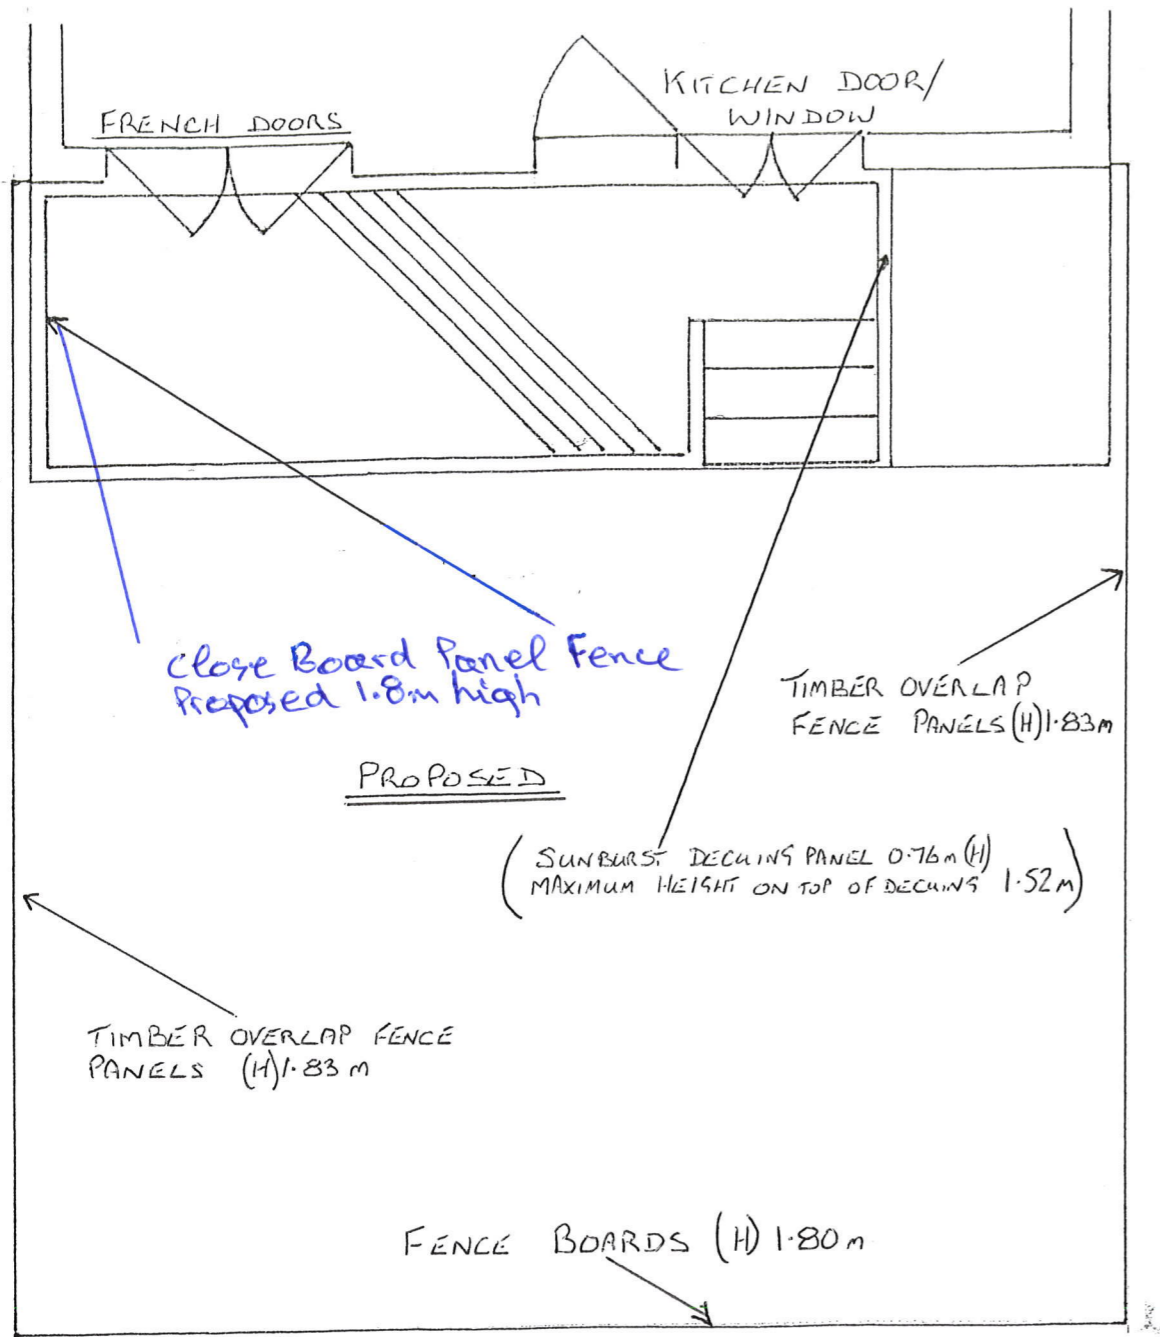 FRENCH DOORS
KITCHEN DOOR/
WINDOW
Close Board Panel Fence
Proposed 1.8m high
TIMBER OVERLAP
FENCE PANELS (H) 1.83m
PROPOSED
(SUNBURST DECKING PANEL 0.76m (H)
MAXIMUM HEIGHT ON TOP OF DECKING 1.52m)
TIMBER OVERLAP FENCE
PANELS (H) 1.83m
FENCE BOARDS (H) 1.80m